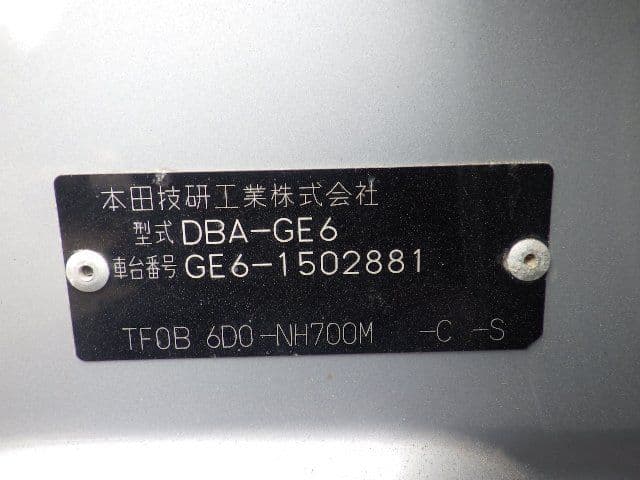 本田技研工業株式会社
型式 DBA-GE6
車台番号 GE6-1502881
TF0B 6D0-NH700M -C -S